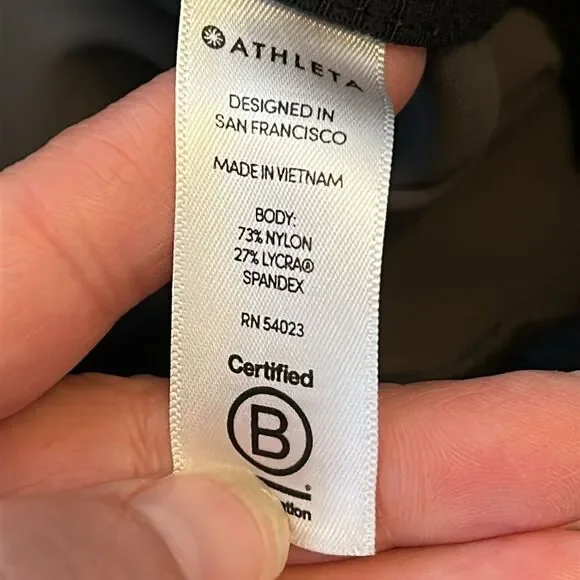 ATHLETA
DESIGNED IN
SAN FRANCISCO
MADE IN VIETNAM
BODY:
73% NYLON
27% LYCRA®
SPANDEX
RN 54023
Certified
B
®